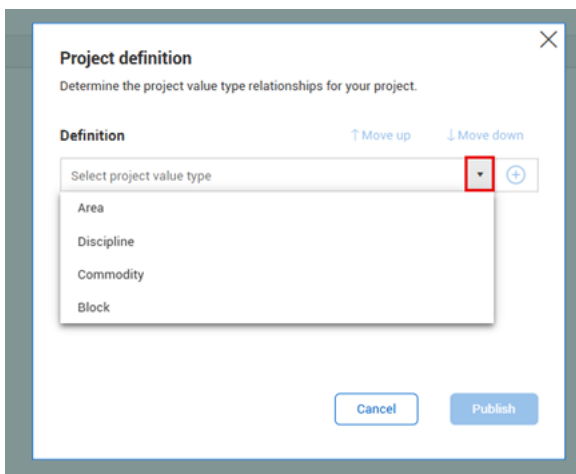 Project definition
Determine the project value type relationships for your project.
Definition
↑ Move up
↓ Move down
Select project value type
Area
Discipline
Commodity
Block
Cancel
Publish